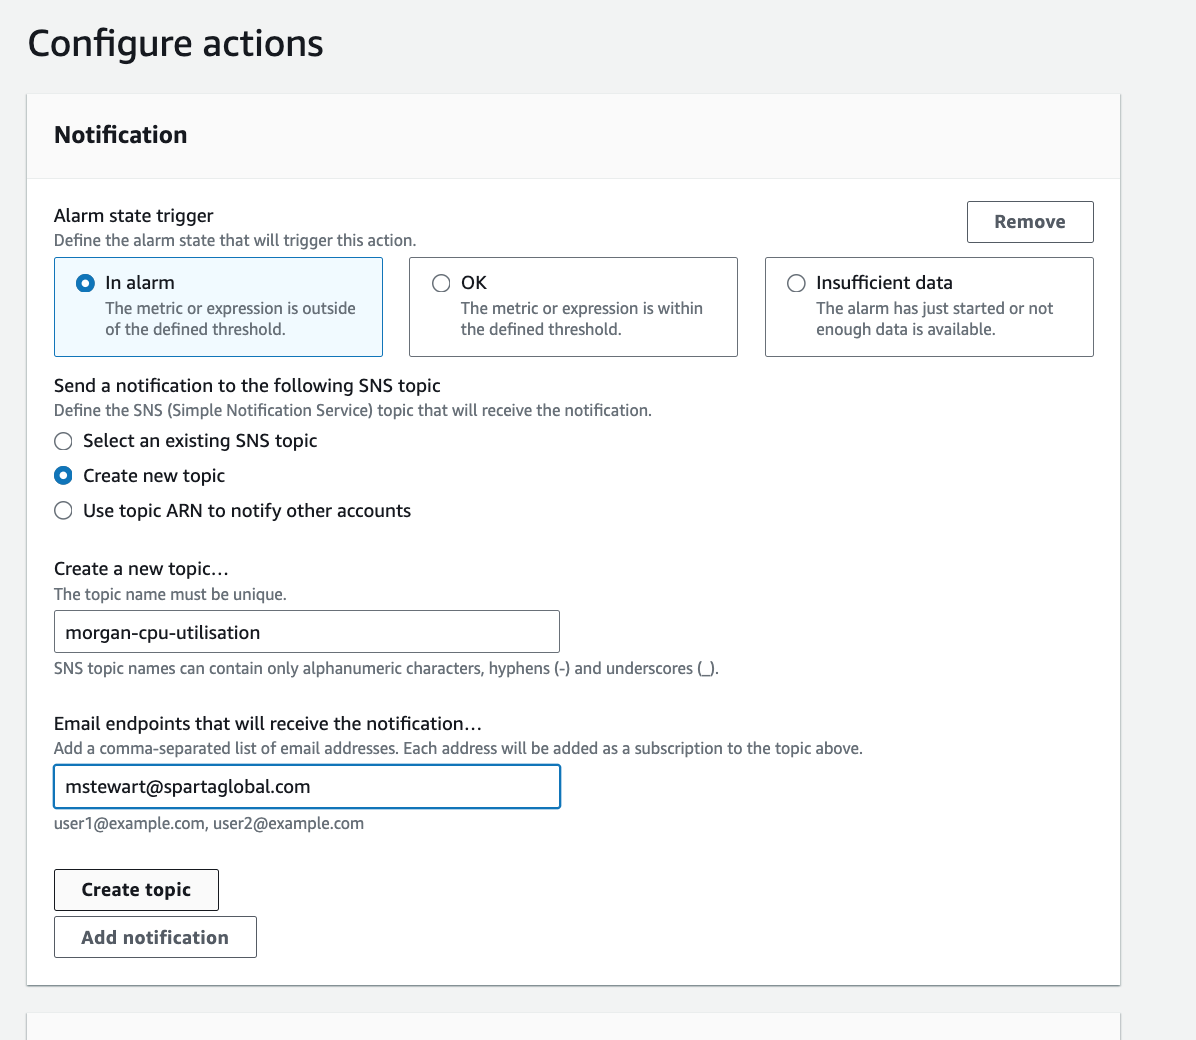 Configure actions
Notification
Alarm state trigger
Remove
Define the alarm state that will trigger this action.
In alarm
The metric or expression is outside
of the defined threshold.
OK
The metric or expression is within
the defined threshold.
Insufficient data
The alarm has just started or not
enough data is available.
Send a notification to the following SNS topic
Define the SNS (Simple Notification Service) topic that will receive the notification.
Select an existing SNS topic
Create new topic
Use topic ARN to notify other accounts
Create a new topic…
The topic name must be unique.
morgan-cpu-utilisation
SNS topic names can contain only alphanumeric characters, hyphens (-) and underscores (_).
Email endpoints that will receive the notification…
Add a comma-separated list of email addresses. Each address will be added as a subscription to the topic above.
mstewart@spartaglobal.com
user1@example.com, user2@example.com
Create topic
Add notification